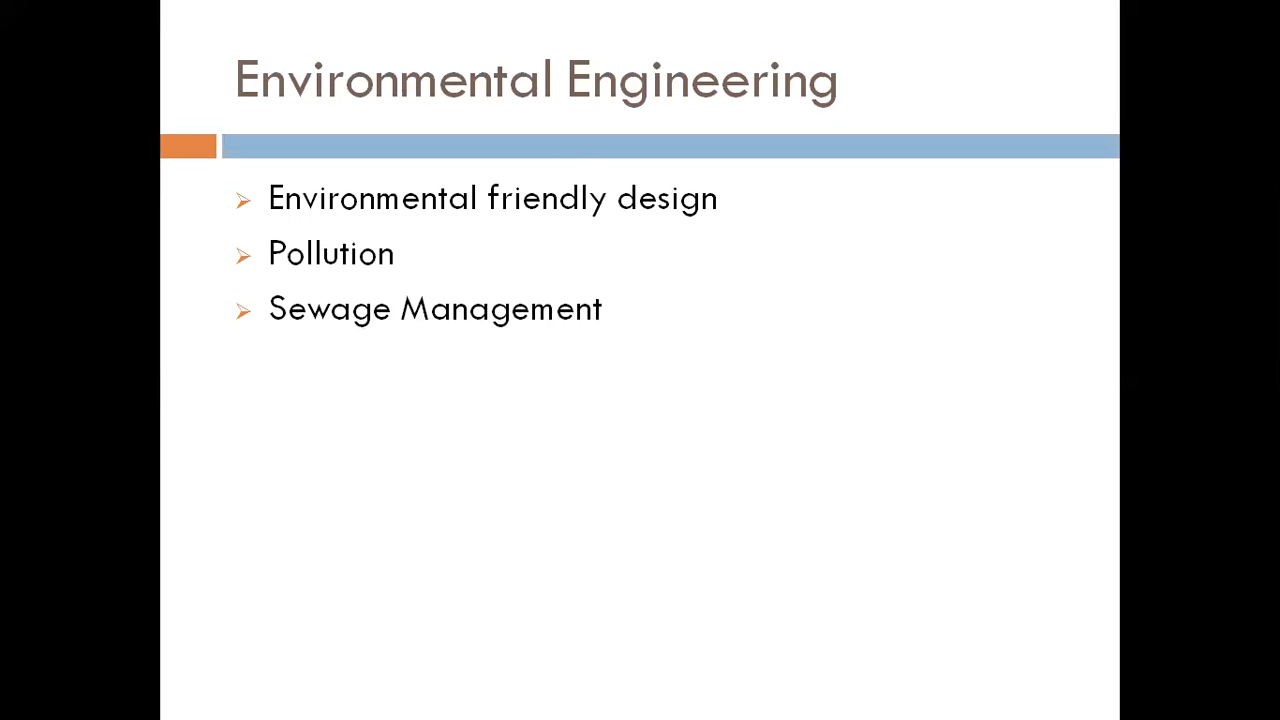 Environmental Engineering
Environmental friendly design
Pollution
Sewage Management